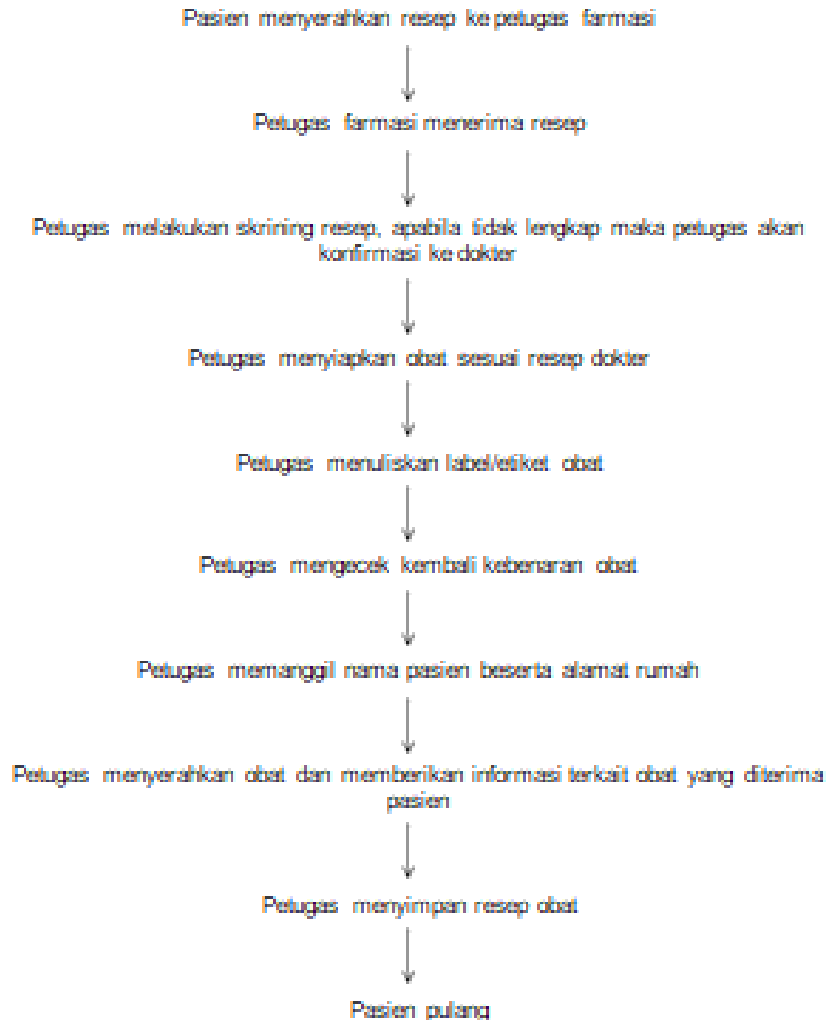 Pasien menyerahkan resep ke petugas farmasi
Petugas farmasi menerima resep
Petugas melakukan skrining resep, apabila tidak lengkap maka petugas akan
konfirmasi ke dokter
Petugas menyiapkan obat sesuai resep dokter
Petugas menuliskan label/etiket obat
Petugas mengecek kembali kebenaran obat
Petugas memanggil nama pasien beserta alamat rumah
Petugas menyerahkan obat dan memberikan informasi terkait obat yang diterima
pasien
Petugas menyimpan resep obat
Pasien pulang